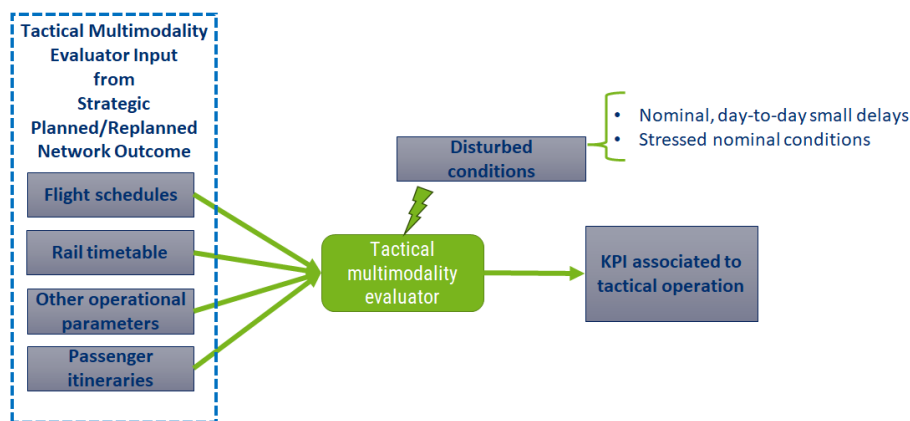 Tactical Multimodality
Evaluator Input
from
Strategic
Planned/Replanned
Network Outcome
Flight schedules
Rail timetable
Other operational
parameters
Passenger
itineraries
Disturbed
conditions
• Nominal, day-to-day small delays
• Stressed nominal conditions
Tactical
multimodality
evaluator
KPI associated to
tactical operation